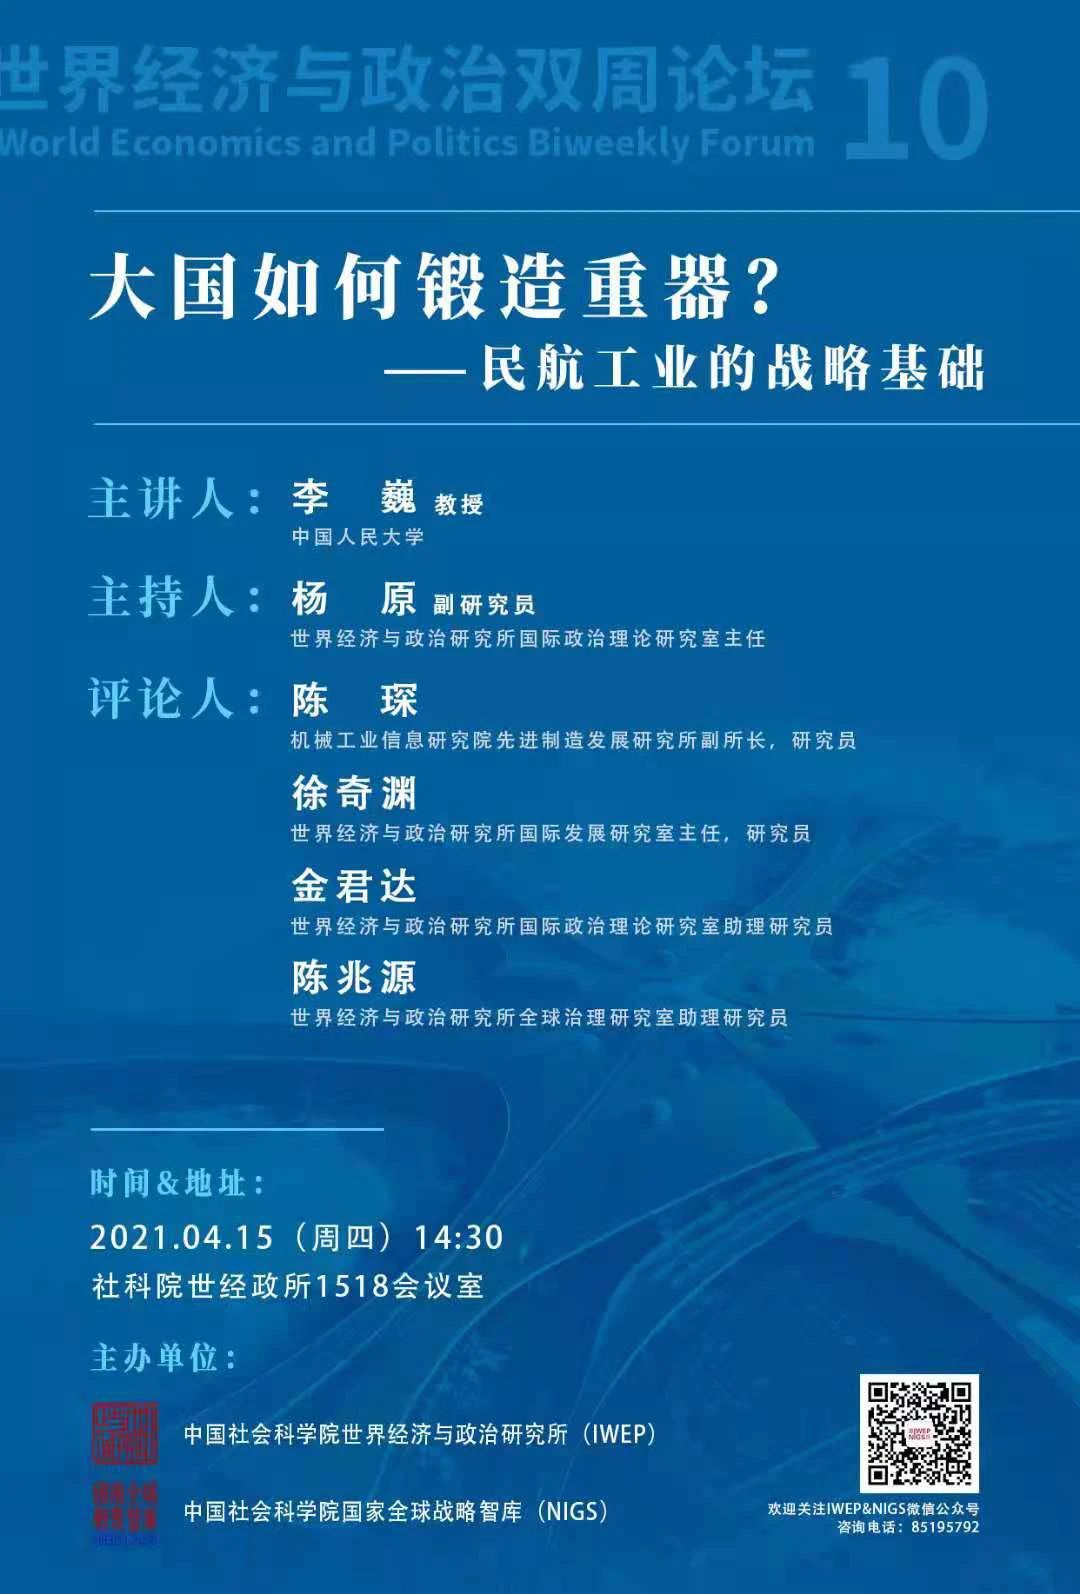 世界经济与政治双周论坛 10
World Economics and Politics Biweekly Forum
大国如何锻造重器？
——民航工业的战略基础
主讲人：李 巍 教授
中国人民大学
主持人：杨 原 副研究员
世界经济与政治研究所国际政治理论研究室主任
评论人：陈 琛
机械工业信息研究院先进制造发展研究所副所长，研究员
徐奇渊
世界经济与政治研究所国际发展研究室主任，研究员
金君达
世界经济与政治研究所国际政治理论研究室助理研究员
陈兆源
世界经济与政治研究所全球治理研究室助理研究员
时间&地址：
2021.04.15（周四）14:30
社科院世经政所1518会议室
主办单位：
中国社会科学院世界经济与政治研究所（IWEP）
中国社会科学院国家全球战略智库（NIGS）
IWEP
NIGS
欢迎关注IWEP&NIGS微信公众号
咨询电话：85195792